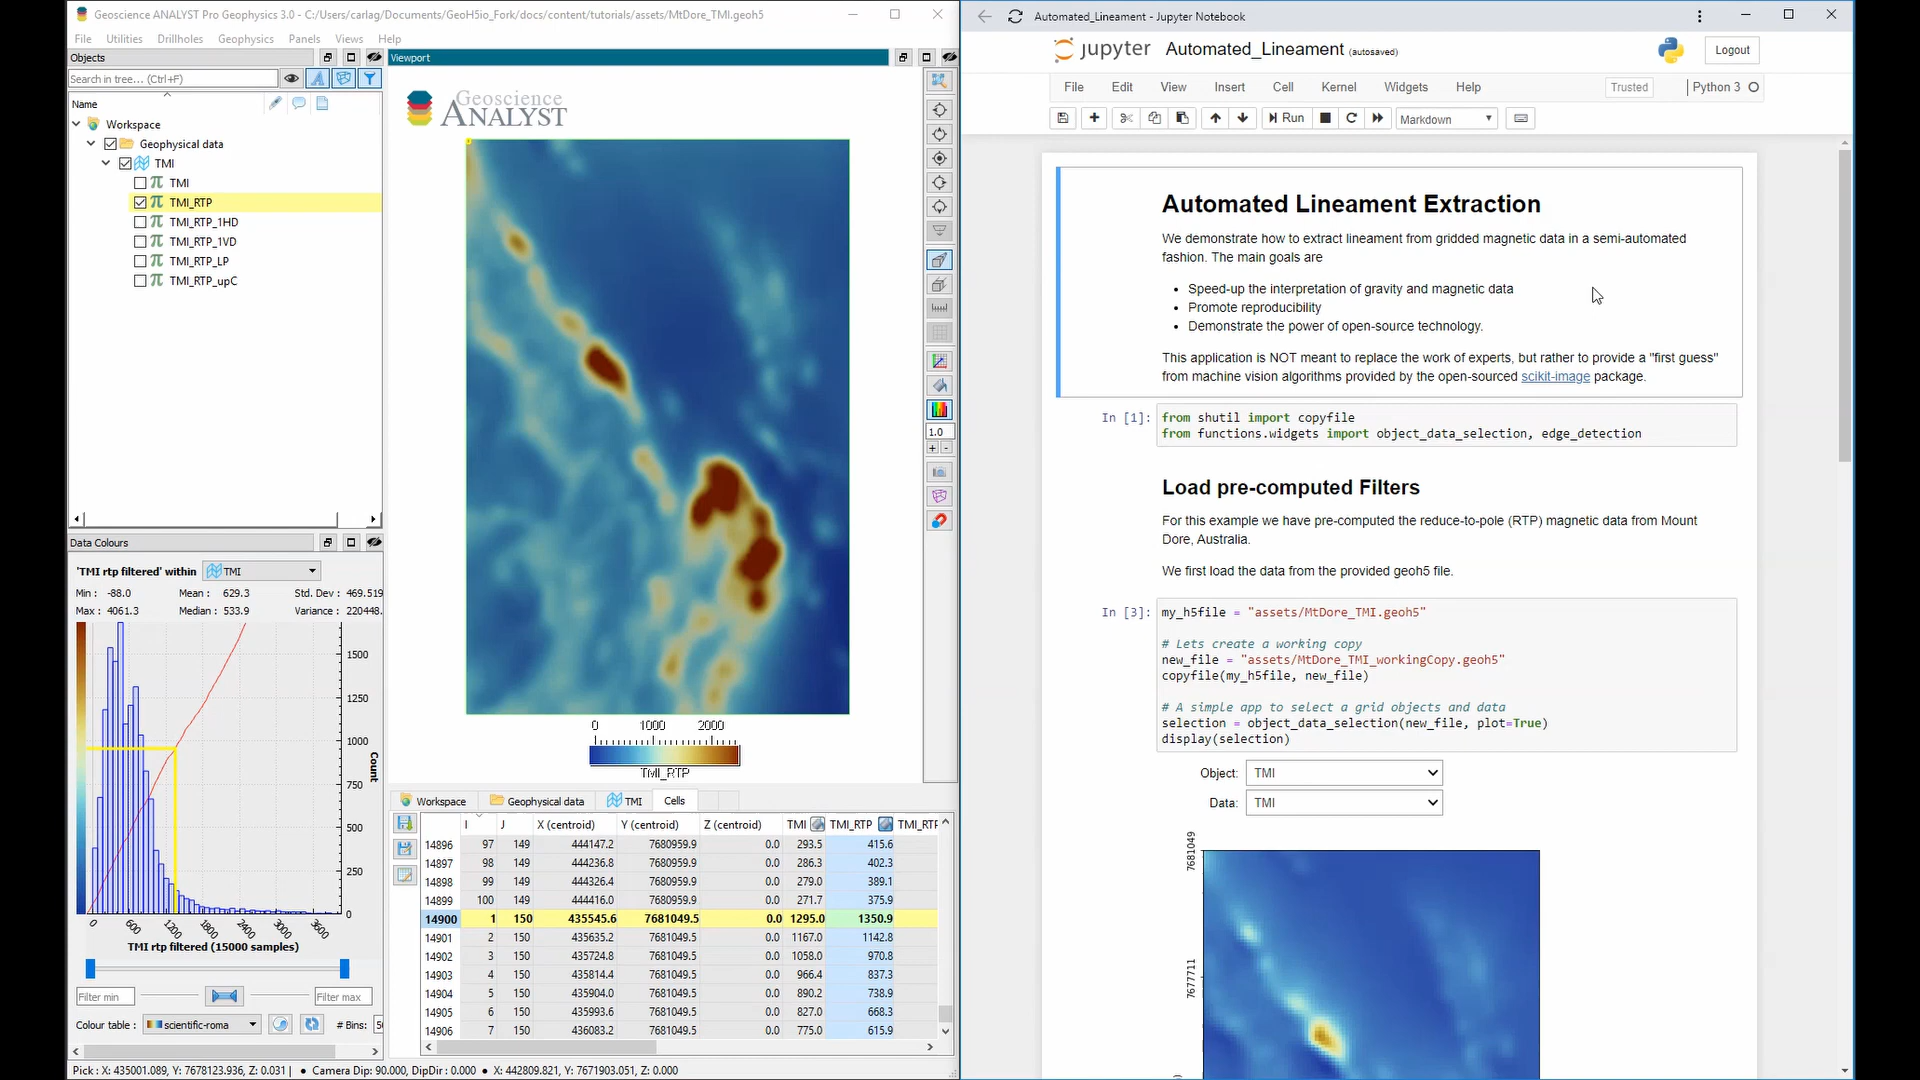 Geoscience ANALYST Pro Geophysics 3.0 - C:/Users/carlag/Documents/GeoH5io_Fork/docs/content/tutorials/assets/MtDore_TMI.geoh5
File Utilities Drillholes Geophysics Panels Views Help
Objects
Search in tree... (Ctrl+F)
Name
Workspace
Geophysical data
TMI
TMI
TMI_RTP
TMI_RTP_1HD
TMI_RTP_1VD
TMI_RTP_LP
TMI_RTP_upC
Data Colours
'TMI rtp filtered' within TMI
Min : -88.0 Mean : 629.3 Std. Dev : 469.519
Max : 4061.3 Median : 533.9 Variance : 220448.
1500
1250
1000
750
500
250
0
Count
0 600 1200 1800 2400 3000 3600
TMI rtp filtered (15000 samples)
Filter min Filter max
Colour table : scientific-roma # Bins: 50
Viewport
Geoscience
ANALYST
0 1000 2000
TMI_RTP
1.0
+ -
Workspace Geophysical data TMI Cells
I J X (centroid) Y (centroid) Z (centroid) TMI TMI_RTP TMI_RTP
14896 97 149 444147.2 7680959.9 0.0 293.5 415.6
14897 98 149 444236.8 7680959.9 0.0 286.3 402.3
14898 99 149 444326.4 7680959.9 0.0 279.0 389.1
14899 100 149 444416.0 7680959.9 0.0 271.7 375.9
14900 1 150 435545.6 7681049.5 0.0 1295.0 1350.9
14901 2 150 435635.2 7681049.5 0.0 1167.0 1142.8
14902 3 150 435724.8 7681049.5 0.0 1058.0 970.8
14903 4 150 435814.4 7681049.5 0.0 966.4 837.3
14904 5 150 435904.0 7681049.5 0.0 890.2 738.9
14905 6 150 435993.6 7681049.5 0.0 827.0 668.3
14906 7 150 436083.2 7681049.5 0.0 775.0 615.9
Pick : X: 435001.089, Y: 7678123.936, Z: 0.031 | • Camera Dip: 90.000, DipDir : 0.000 • X: 442809.821, Y: 7671903.051, Z: 0.000
Automated_Lineament - Jupyter Notebook
jupyter Automated_Lineament (autosaved)
Logout
File Edit View Insert Cell Kernel Widgets Help
Trusted Python 3
Run Markdown
Automated Lineament Extraction
We demonstrate how to extract lineament from gridded magnetic data in a semi-automated
fashion. The main goals are
• Speed-up the interpretation of gravity and magnetic data
• Promote reproducibility
• Demonstrate the power of open-source technology.
This application is NOT meant to replace the work of experts, but rather to provide a "first guess"
from machine vision algorithms provided by the open-sourced scikit-image package.
In [1]: from shutil import copyfile
from functions.widgets import object_data_selection, edge_detection
Load pre-computed Filters
For this example we have pre-computed the reduce-to-pole (RTP) magnetic data from Mount
Dore, Australia.
We first load the data from the provided geoh5 file.
In [3]: my_h5file = "assets/MtDore_TMI.geoh5"
# Lets create a working copy
new_file = "assets/MtDore_TMI_workingCopy.geoh5"
copyfile(my_h5file, new_file)
# A simple app to select a grid objects and data
selection = object_data_selection(new_file, plot=True)
display(selection)
Object: TMI
Data: TMI
7681049
7677711